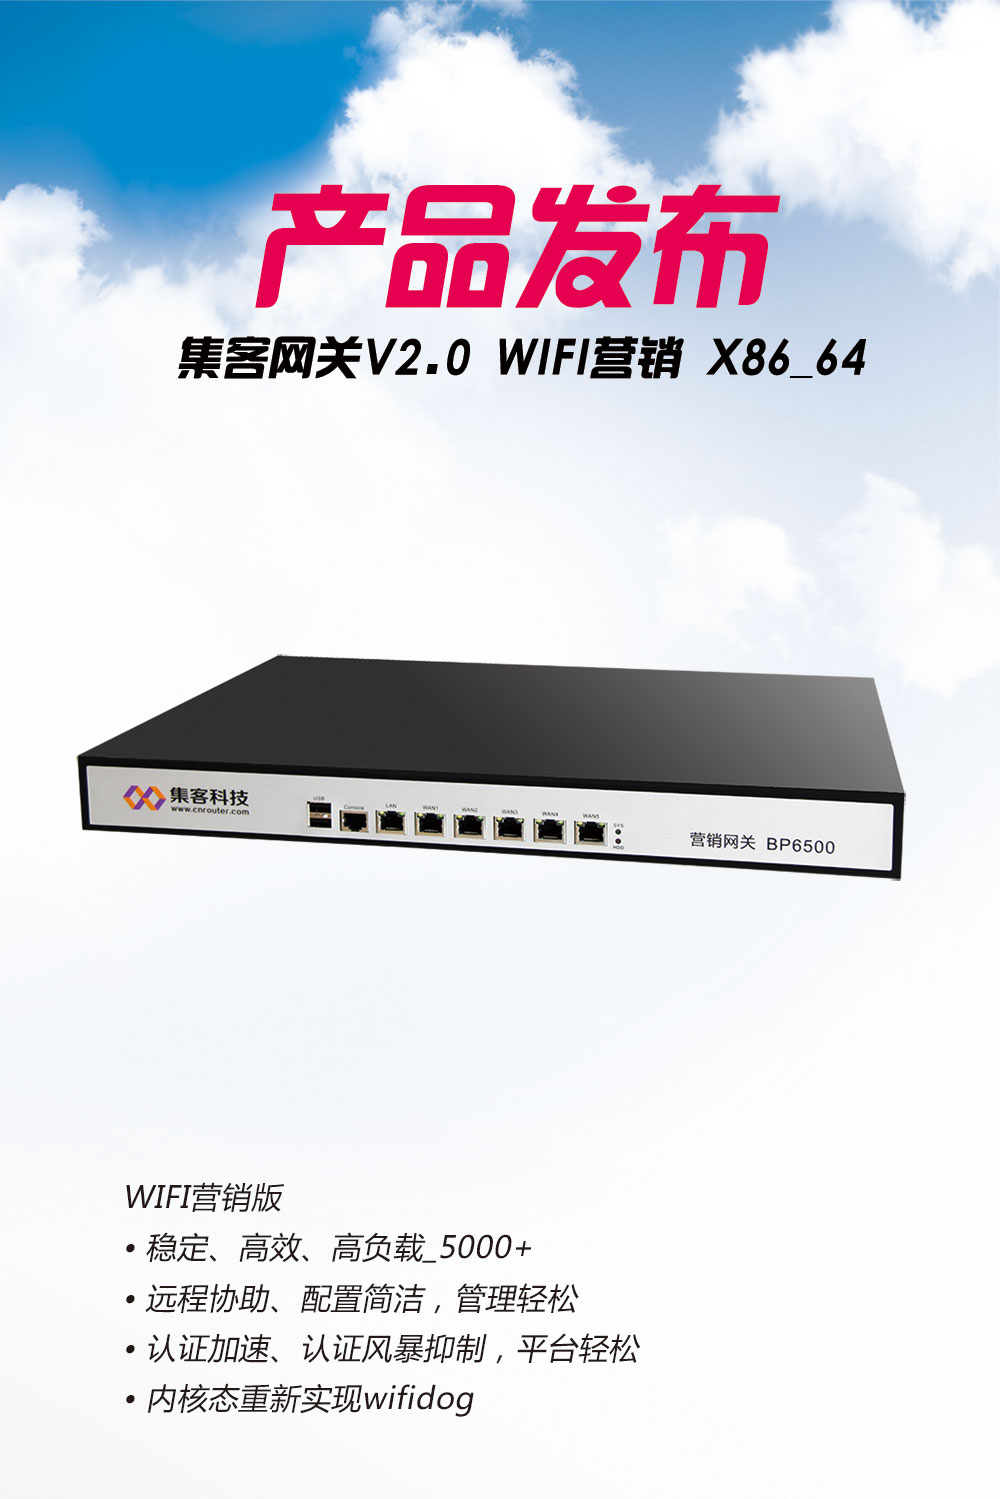 产品发布
集客网关V2.0 WIFI营销 X86_64
集客科技
www.cnrouter.com
USB
Console
LAN
WAN1
WAN2
WAN3
WAN4
WAN5
SYS
HDD
营销网关 BP6500
WIFI营销版
• 稳定、高效、高负载_5000+
• 远程协助、配置简洁，管理轻松
• 认证加速、认证风暴抑制，平台轻松
• 内核态重新实现wifidog